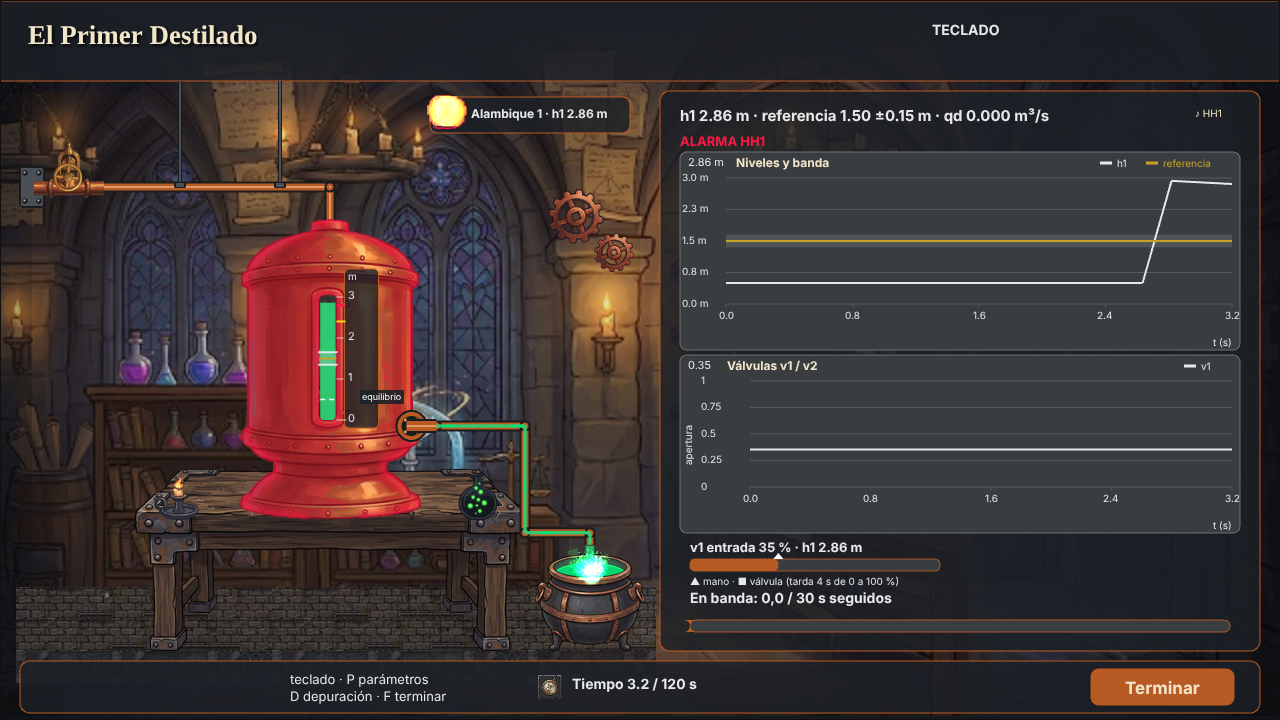 El Primer Destilado
TECLADO
Alambique 1 · h1 2.86 m
m
3
2
1
0
equilibrio
h1 2.86 m · referencia 1.50 ±0.15 m · qd 0.000 m³/s
♪ HH1
ALARMA HH1
2.86 m Niveles y banda
h1 referencia
3.0 m
2.3 m
1.5 m
0.8 m
0.0 m
0.0 0.8 1.6 2.4 3.2
t (s)
0.35 Válvulas v1 / v2
v1
1
0.75
0.5
0.25
0
apertura
0.0 0.8 1.6 2.4 3.2
t (s)
v1 entrada 35 % · h1 2.86 m
▲ mano · ■ válvula (tarda 4 s de 0 a 100 %)
En banda: 0,0 / 30 s seguidos
teclado · P parámetros
D depuración · F terminar
Tiempo 3.2 / 120 s
Terminar